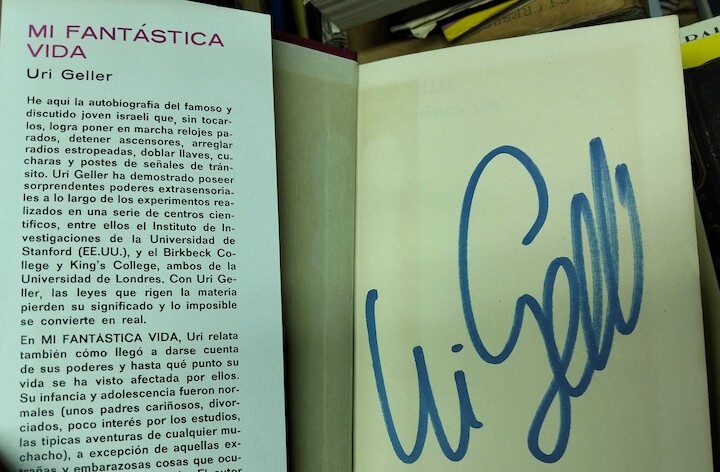 MI FANTÁSTICA
VIDA
Uri Geller
He aquí la autobiografía del famoso y
discutido joven israelí que, sin tocar-
los, logra poner en marcha relojes pa-
rados, detener ascensores, arreglar
radios estropeadas, doblar llaves, cu-
charas y postes de señales de trán-
sito. Uri Geller ha demostrado poseer
sorprendentes poderes extrasensoria-
les a lo largo de los experimentos rea-
lizados en una serie de centros cien-
tíficos, entre ellos el Instituto de In-
vestigaciones de la Universidad de
Stanford (EE.UU.), y el Birkbeck Co-
llege y King's College, ambos de la
Universidad de Londres. Con Uri Ge-
ller, las leyes que rigen la materia
pierden su significado y lo imposible
se convierte en real.
En MI FANTÁSTICA VIDA, Uri relata
también cómo llegó a darse cuenta
de sus poderes y hasta qué punto su
vida se ha visto afectada por ellos.
Su infancia y adolescencia fueron nor-
males (unos padres cariñosos, divor-
ciados, poco interés por los estudios,
las típicas aventuras de cualquier mu-
chacho), a excepción de aquellas ex-
trañas y embarazosas cosas que ocu-
Uri Geller